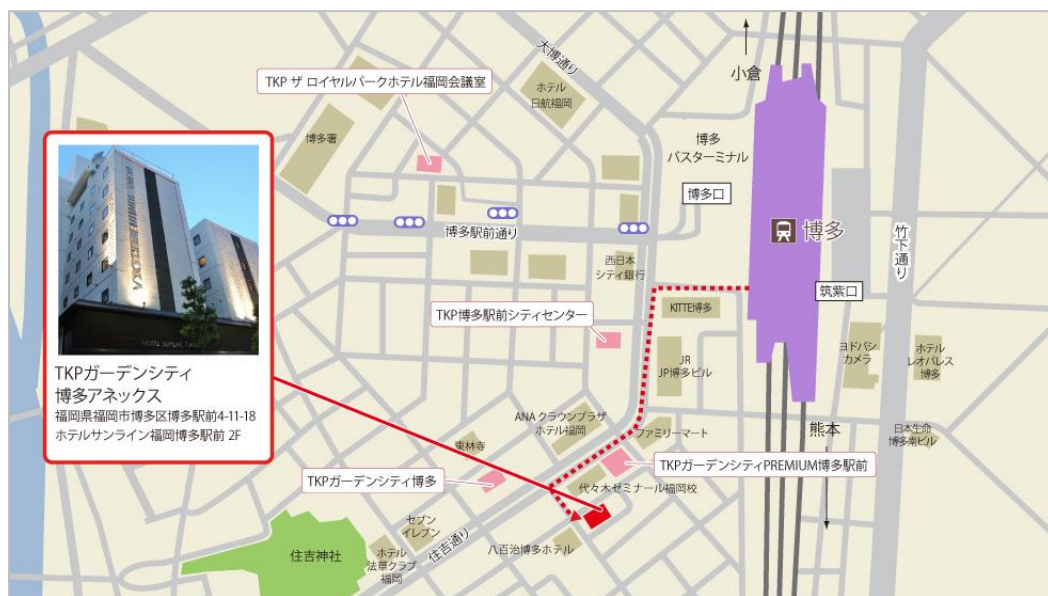 大博通り
小倉
TKP ザ ロイヤルパークホテル福岡会議室
ホテル
日航福岡
博多署
博多
バスターミナル
博多口
博多駅前通り
博多
竹下通り
西日本
シティ銀行
筑紫口
KITTE博多
TKP博多駅前シティセンター
JR
JP博多ビル
ヨドバシ
カメラ
ホテル
レオパレス
博多
TKPガーデンシティ
博多アネックス
福岡県福岡市博多区博多駅前4-11-18
ホテルサンライン福岡博多駅前 2F
ANA クラウンプラザ
ホテル福岡
ファミリーマート
熊本
日本生命
博多南ビル
東林寺
TKPガーデンシティPREMIUM博多駅前
TKPガーデンシティ博多
代々木ゼミナール福岡校
セブン
イレブン
住吉通り
八百治博多ホテル
住吉神社
ホテル
法華クラブ
福岡